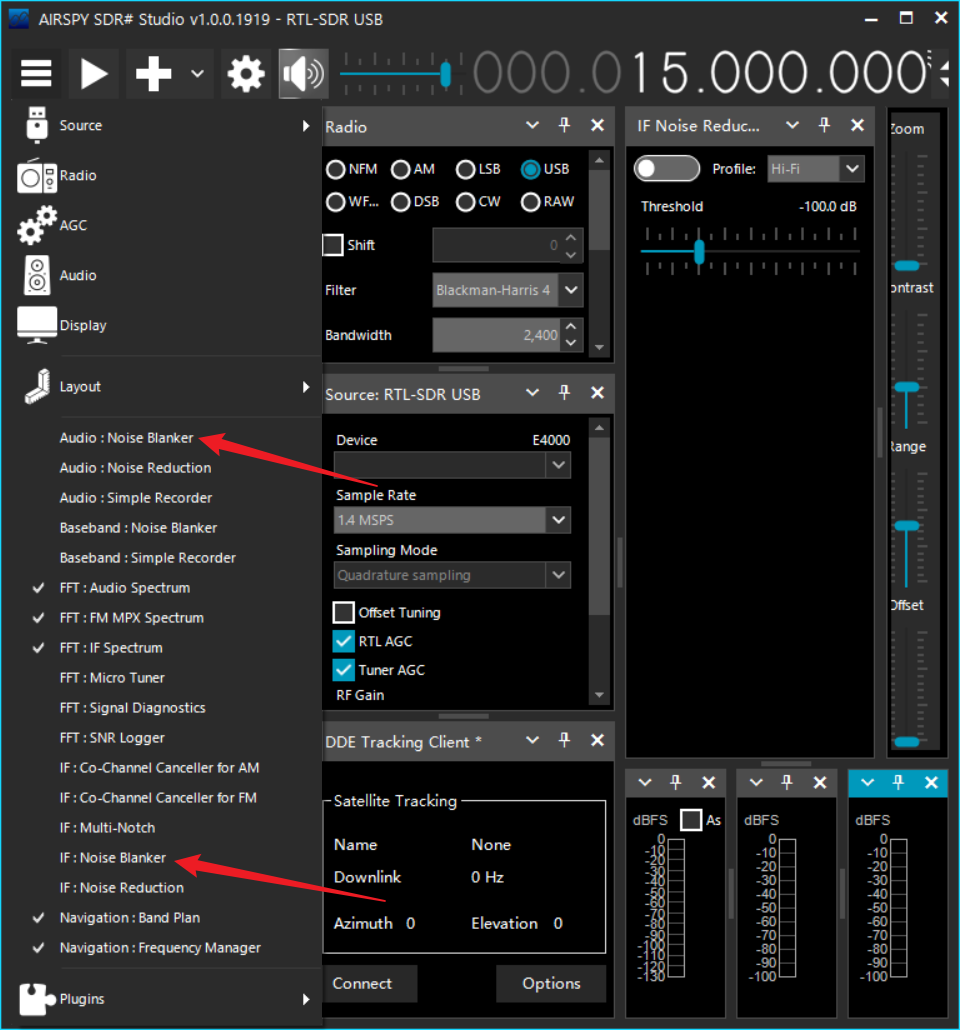 AIRSPY SDR# Studio v1.0.0.1919 - RTL-SDR USB
000.015.000.000
Source
Radio
AGC
Audio
Display
Layout
Audio : Noise Blanker
Audio : Noise Reduction
Audio : Simple Recorder
Baseband : Noise Blanker
Baseband : Simple Recorder
FFT : Audio Spectrum
FFT : FM MPX Spectrum
FFT : IF Spectrum
FFT : Micro Tuner
FFT : Signal Diagnostics
FFT : SNR Logger
IF : Co-Channel Canceller for AM
IF : Co-Channel Canceller for FM
IF : Multi-Notch
IF : Noise Blanker
IF : Noise Reduction
Navigation : Band Plan
Navigation : Frequency Manager
Plugins
Radio
NFM AM LSB USB
WF... DSB CW RAW
Shift 0
Filter Blackman-Harris 4
Bandwidth 2,400
Source: RTL-SDR USB
Device E4000
Sample Rate
1.4 MSPS
Sampling Mode
Quadrature sampling
Offset Tuning
RTL AGC
Tuner AGC
RF Gain
DDE Tracking Client *
Satellite Tracking
Name None
Downlink 0 Hz
Azimuth 0 Elevation 0
Connect Options
IF Noise Reduc...
Profile: Hi-Fi
Threshold -100.0 dB
Zoom
ontrast
Range
Offset
dBFS As
0
-10
-20
-30
-40
-50
-60
-70
-80
-90
-100
-110
-120
-130
dBFS
0
-10
-20
-30
-40
-50
-60
-70
-80
-90
-100
dBFS
0
-10
-20
-30
-40
-50
-60
-70
-80
-90
-100